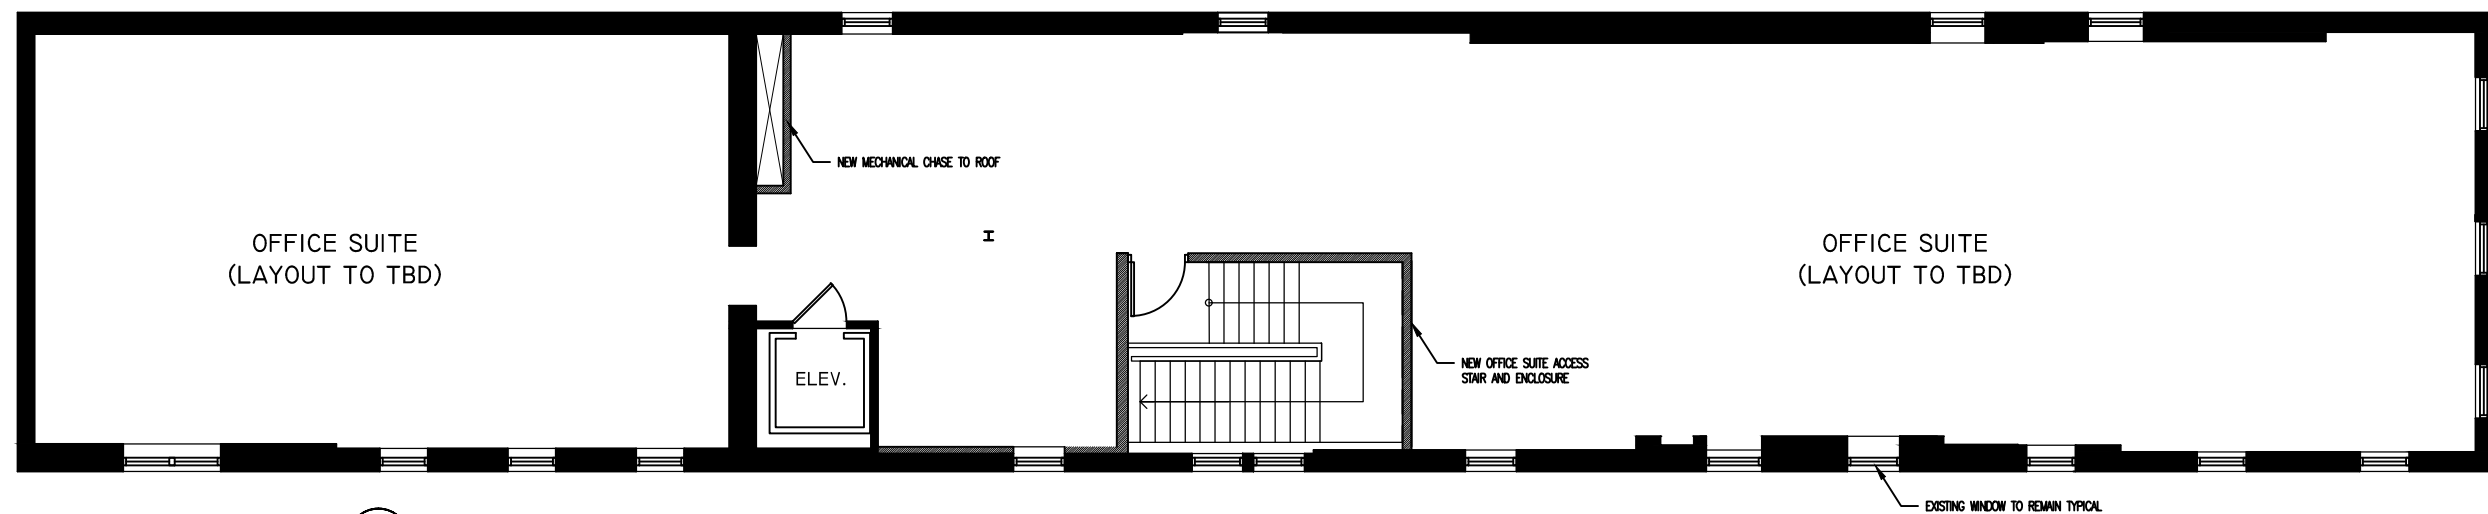 NEW MECHANICAL CHASE TO ROOF
OFFICE SUITE
(LAYOUT TO TBD)
OFFICE SUITE
(LAYOUT TO TBD)
ELEV.
NEW OFFICE SUITE ACCESS
STAIR AND ENCLOSURE
EXISTING WINDOW TO REMAIN TYPICAL